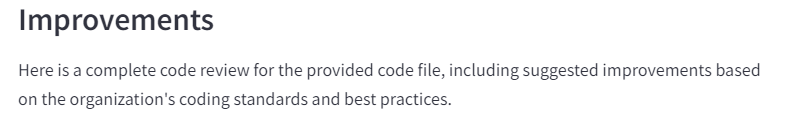 Improvements
Here is a complete code review for the provided code file, including suggested improvements based
on the organization's coding standards and best practices.